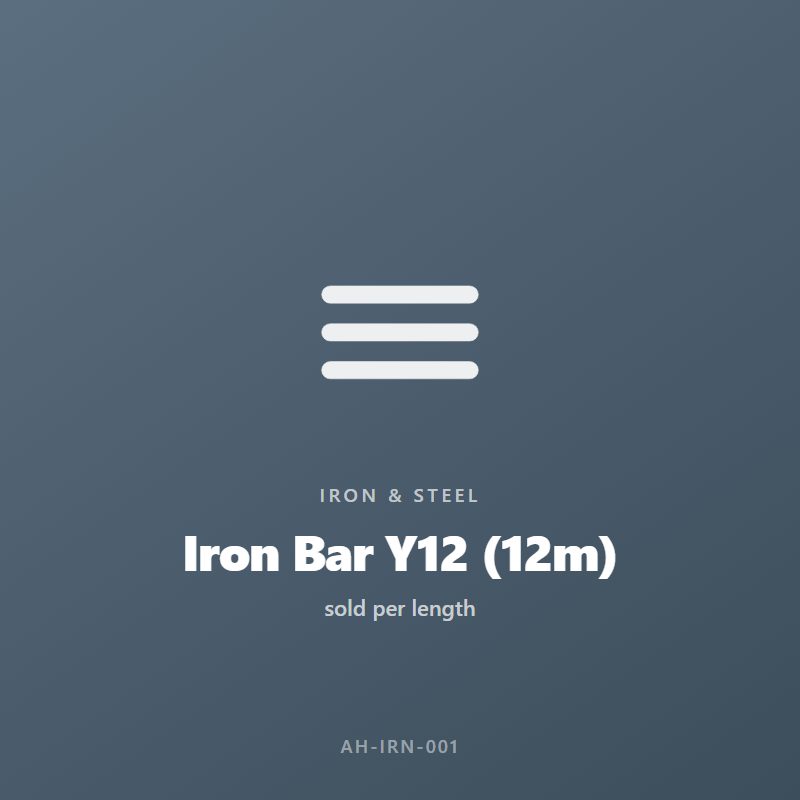 IRON & STEEL
Iron Bar Y12 (12m)
sold per length
AH-IRN-001